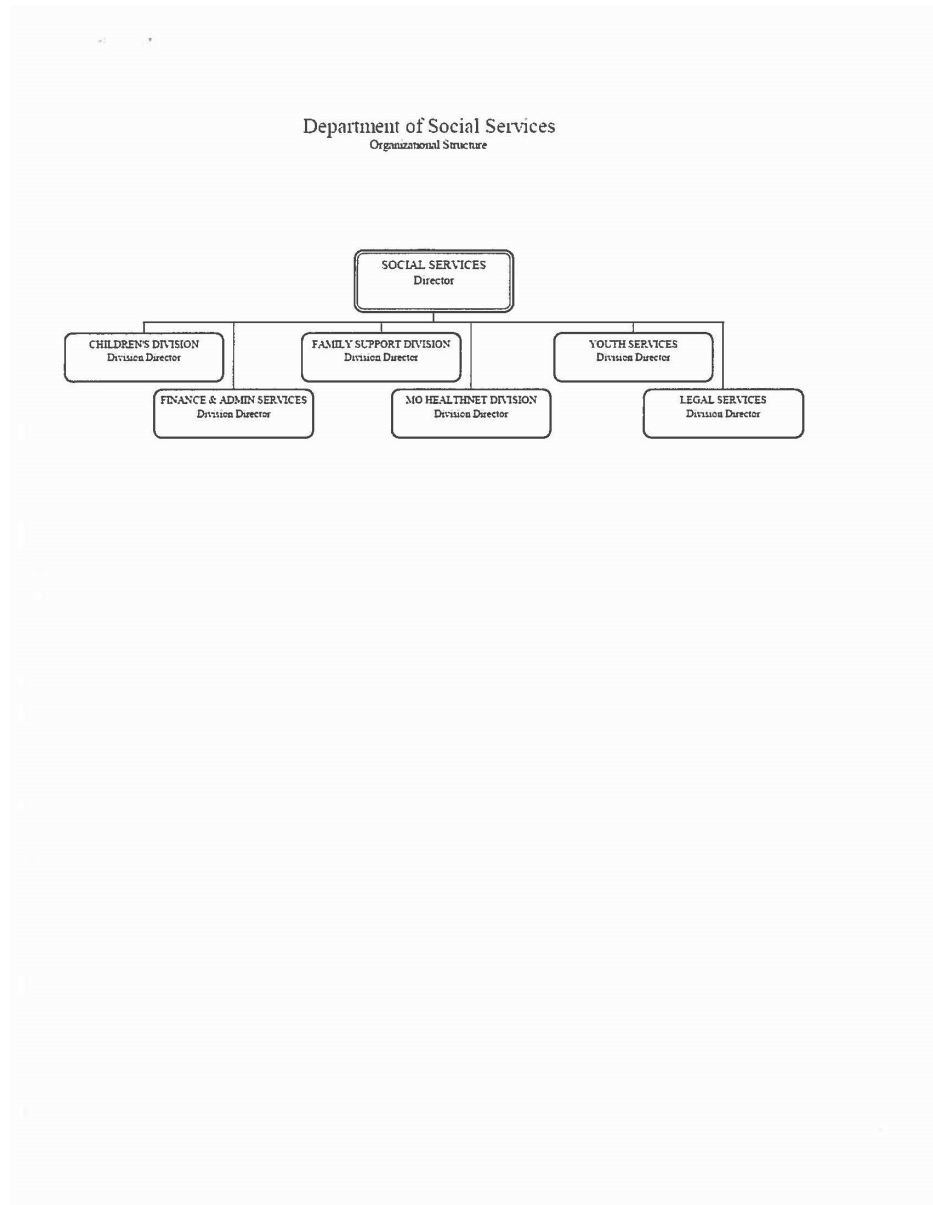 Department of Social Services
Organizational Structure
SOCIAL SERVICES
Director
CHILDREN'S DIVISION
Division Director
FAMILY SUPPORT DIVISION
Division Director
YOUTH SERVICES
Division Director
FINANCE & ADMIN SERVICES
Division Director
MO HEALTHNET DIVISION
Division Director
LEGAL SERVICES
Division Director